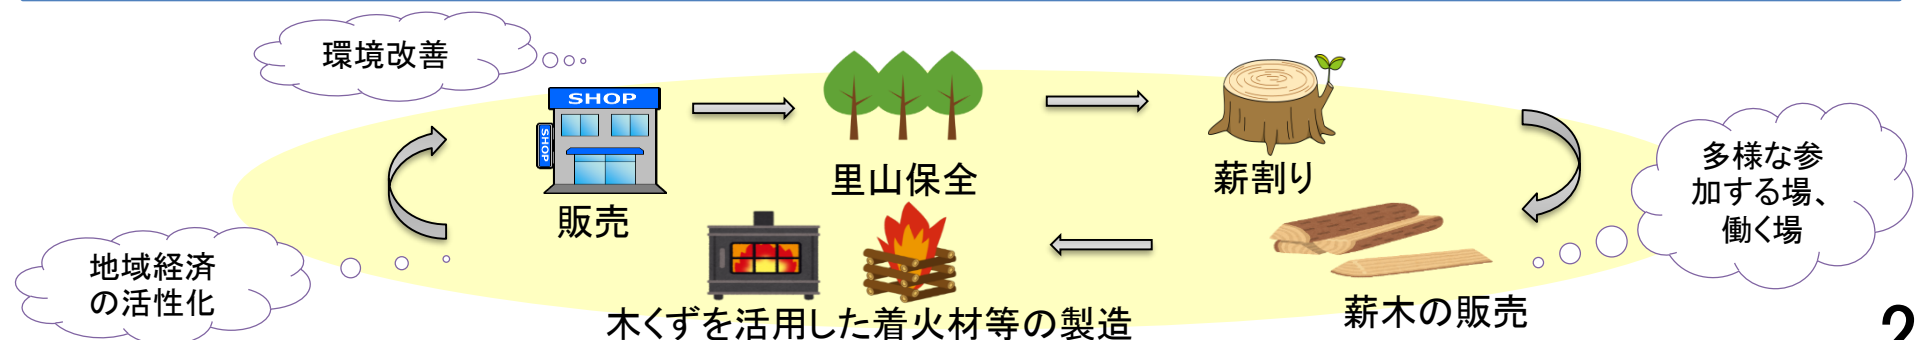 環境改善
SHOP
SHOP
販売
里山保全
薪割り
多様な参
加する場、
働く場
薪木の販売
木くずを活用した着火材等の製造
地域経済
の活性化
2